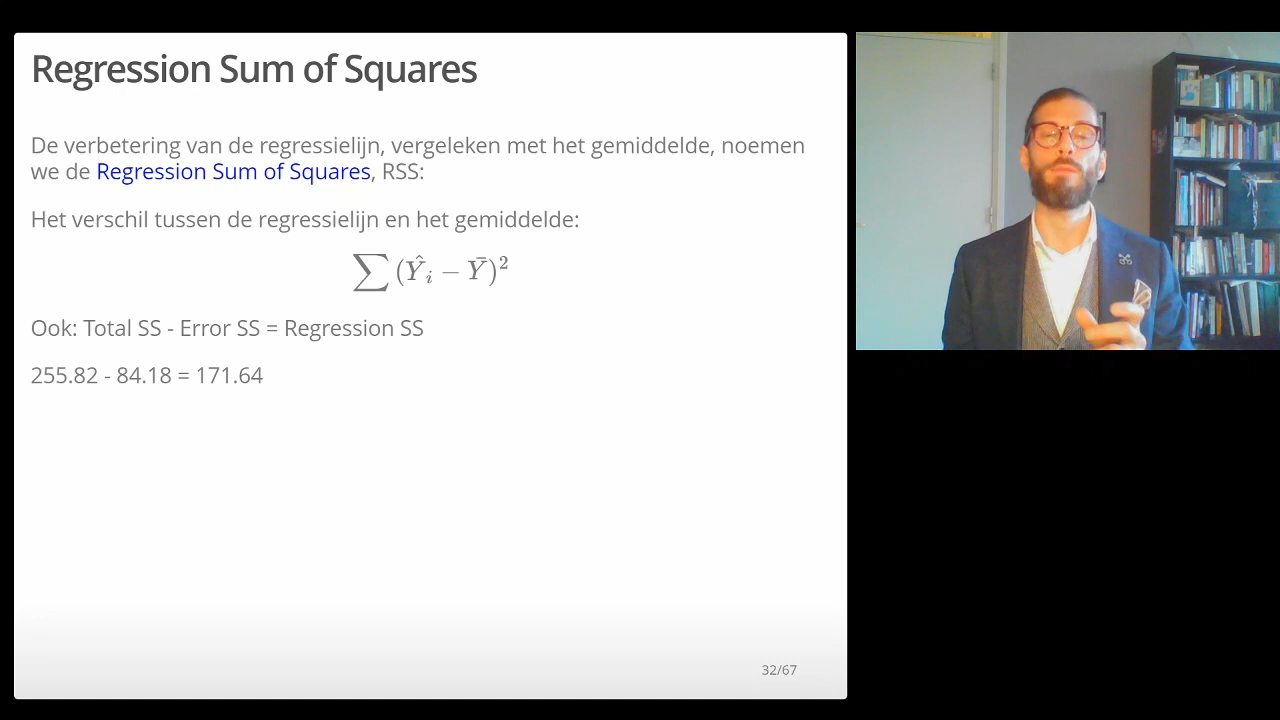 Regression Sum of Squares
De verbetering van de regressielijn, vergeleken met het gemiddelde, noemen
we de Regression Sum of Squares, RSS:
Het verschil tussen de regressielijn en het gemiddelde:
∑ (Ŷᵢ − Ȳ)²
Ook: Total SS - Error SS = Regression SS
255.82 - 84.18 = 171.64
32/67